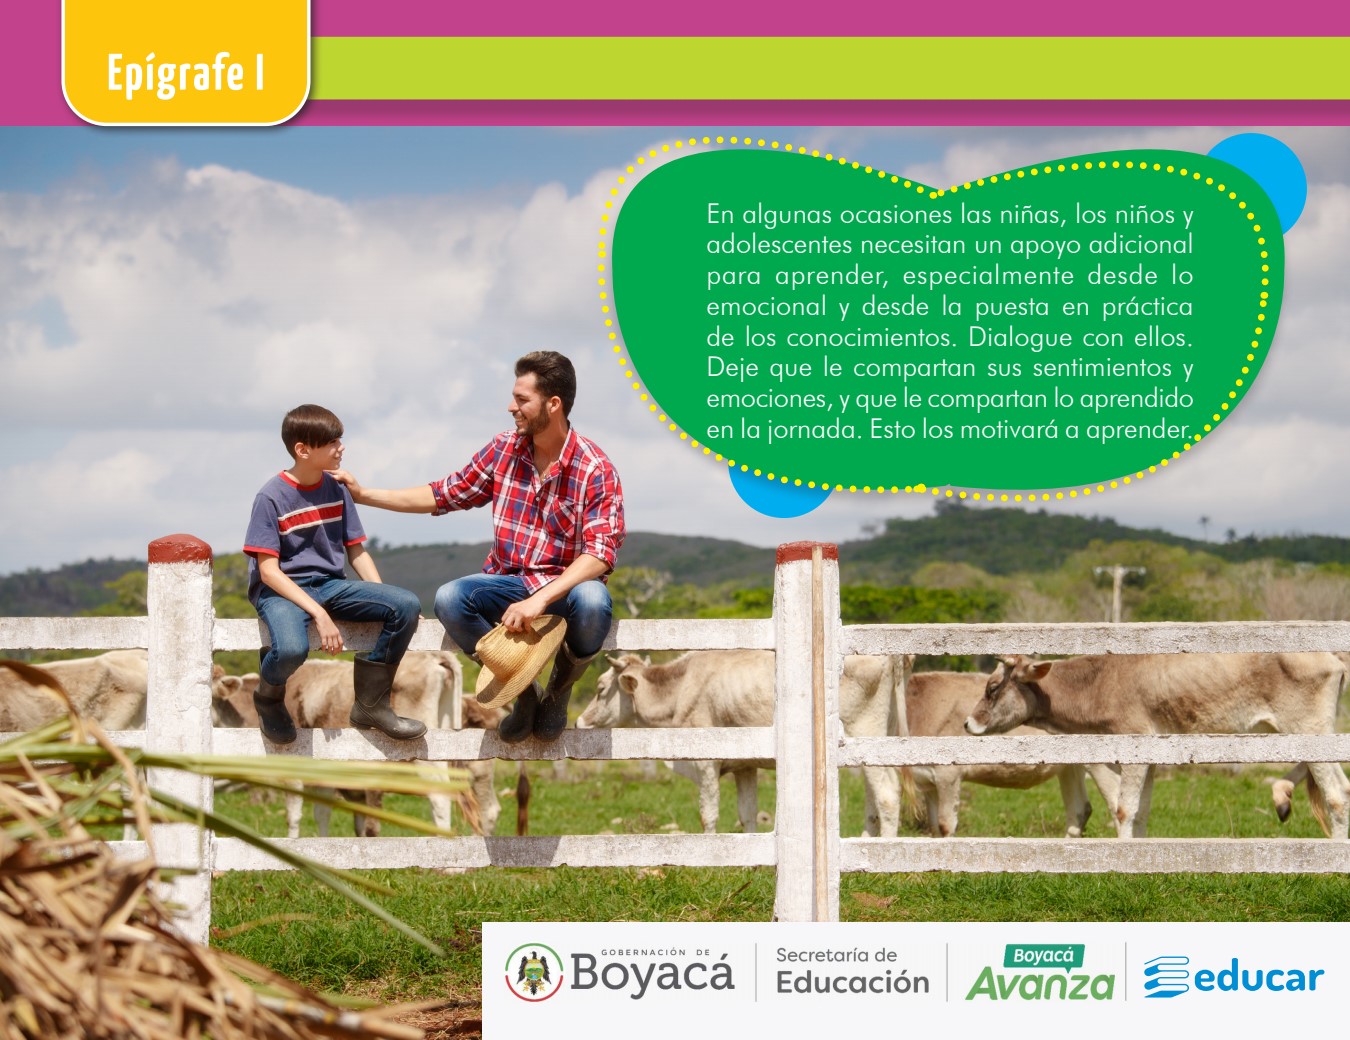 Epígrafe I
En algunas ocasiones las niñas, los niños y
adolescentes necesitan un apoyo adicional
para aprender, especialmente desde lo
emocional y desde la puesta en práctica
de los conocimientos. Dialogue con ellos.
Deje que le compartan sus sentimientos y
emociones, y que le compartan lo aprendido
en la jornada. Esto los motivará a aprender.
GOBERNACIÓN DE
Boyacá
Secretaría de
Educación
Boyacá
Avanza
educar